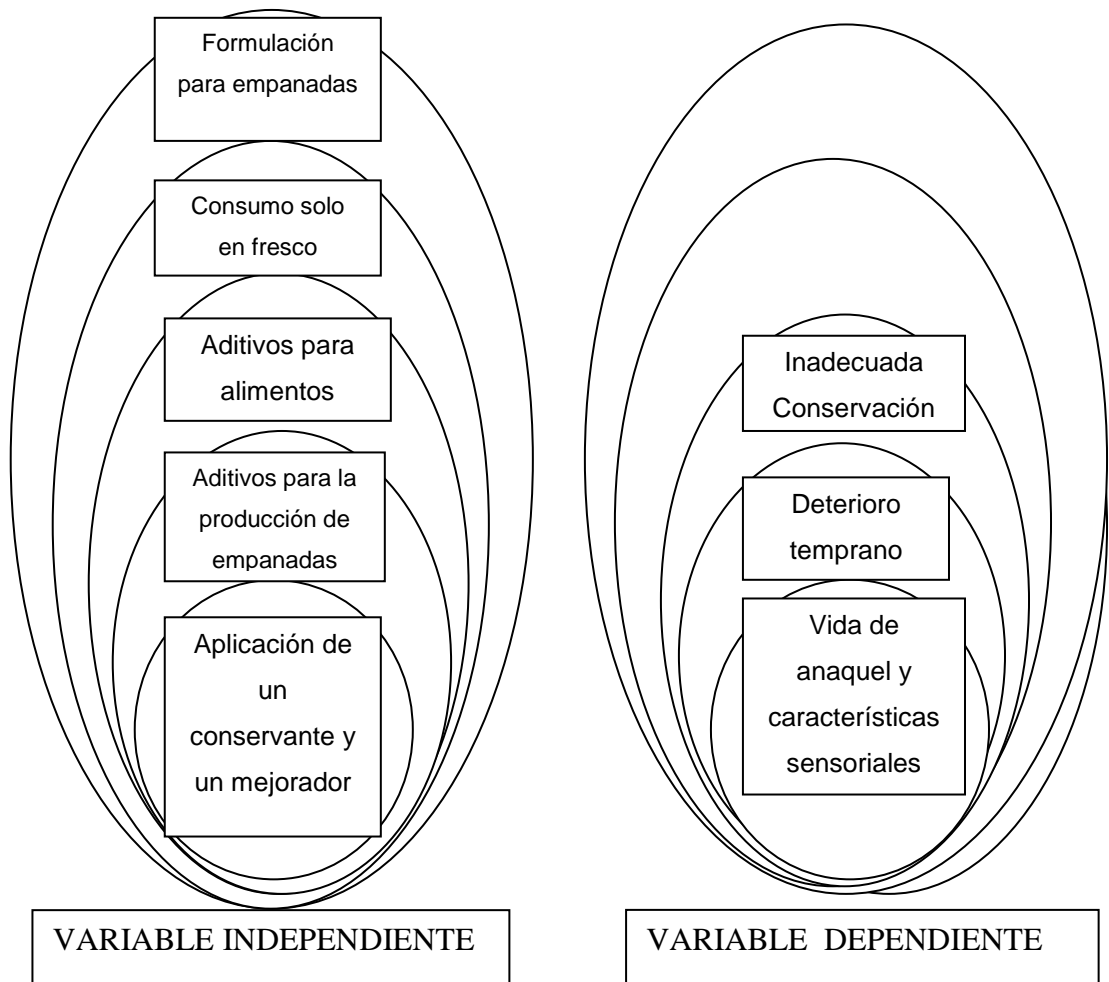 Formulación
para empanadas
Consumo solo
en fresco
Aditivos para
alimentos
Aditivos para la
producción de
empanadas
Aplicación de
un
conservante y
un mejorador
VARIABLE INDEPENDIENTE
Inadecuada
Conservación
Deterioro
temprano
Vida de
anaquel y
características
sensoriales
VARIABLE DEPENDIENTE